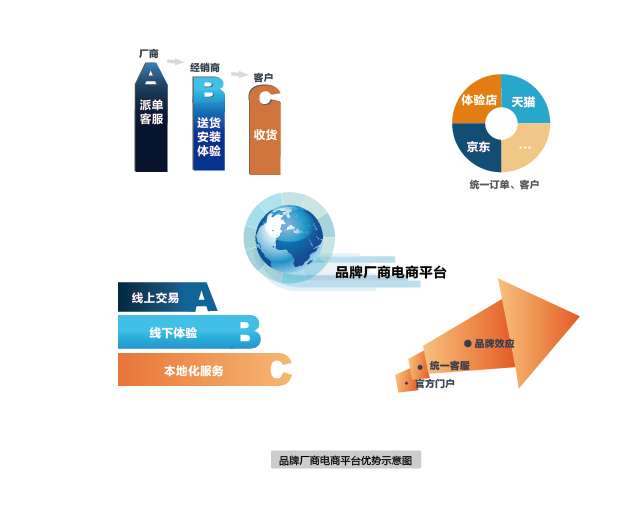 厂商
经销商
客户
A
派单
客服
B
送货
安装
体验
C
收货
体验店
天猫
京东
...
统一订单、客户
品牌厂商电商平台
线上交易 A
线下体验 B
本地化服务 C
品牌效应
统一客服
官方门户
品牌厂商电商平台优势示意图